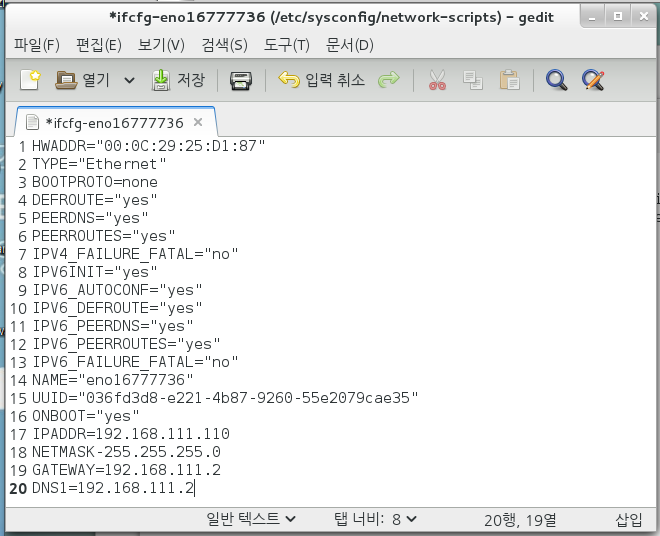 *ifcfg-eno16777736 (/etc/sysconfig/network-scripts) – gedit
파일(F) 편집(E) 보기(V) 검색(S) 도구(T) 문서(D)
열기 저장 입력 취소
*ifcfg-eno16777736 ×
1 HWADDR="00:0C:29:25:D1:87"
2 TYPE="Ethernet"
3 BOOTPROTO=none
4 DEFROUTE="yes"
5 PEERDNS="yes"
6 PEERROUTES="yes"
7 IPV4_FAILURE_FATAL="no"
8 IPV6INIT="yes"
9 IPV6_AUTOCONF="yes"
10 IPV6_DEFROUTE="yes"
11 IPV6_PEERDNS="yes"
12 IPV6_PEERROUTES="yes"
13 IPV6_FAILURE_FATAL="no"
14 NAME="eno16777736"
15 UUID="036fd3d8-e221-4b87-9260-55e2079cae35"
16 ONBOOT="yes"
17 IPADDR=192.168.111.110
18 NETMASK-255.255.255.0
19 GATEWAY=192.168.111.2
20 DNS1=192.168.111.2
일반 텍스트 탭 너비: 8 20행, 19열 삽입